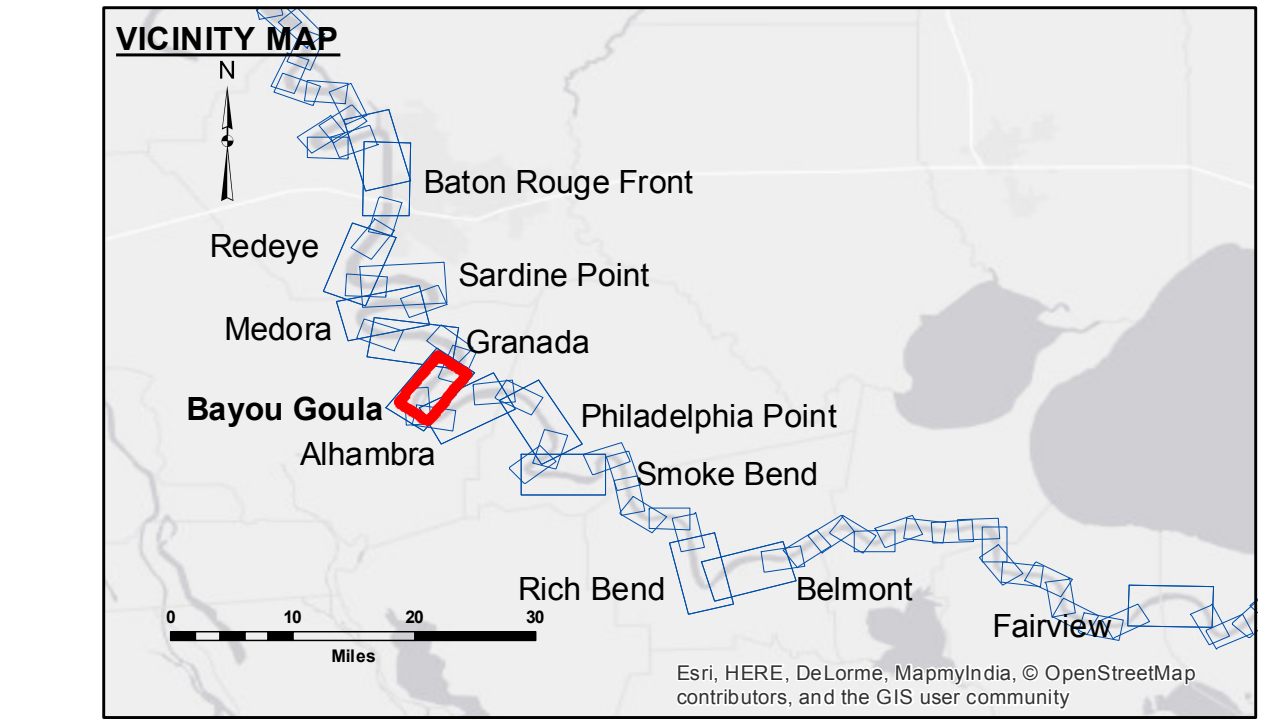 VICINITY MAP
N
Baton Rouge Front
Redeye
Sardine Point
Medora
Granada
Bayou Goula
Philadelphia Point
Alhambra
Smoke Bend
Rich Bend
Belmont
Fairview
0 10 20 30
Miles
Esri, HERE, DeLorme, MapmyIndia, © OpenStreetMap
contributors, and the GIS user community